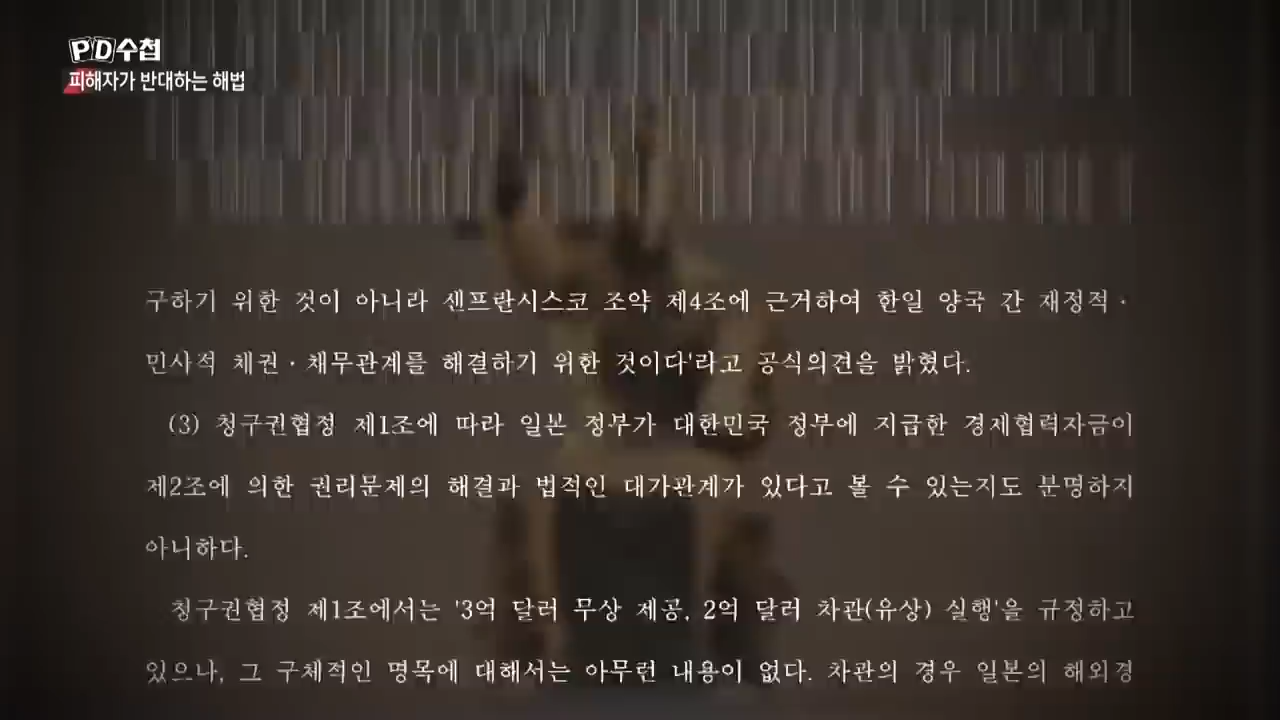 PD수첩
피해자가 반대하는 해법
구하기 위한 것이 아니라 샌프란시스코 조약 제4조에 근거하여 한일 양국 간 재정적 ·
민사적 채권 · 채무관계를 해결하기 위한 것이다'라고 공식의견을 밝혔다.
(3) 청구권협정 제1조에 따라 일본 정부가 대한민국 정부에 지급한 경제협력자금이
제2조에 의한 권리문제의 해결과 법적인 대가관계가 있다고 볼 수 있는지도 분명하지
아니하다.
청구권협정 제1조에서는 '3억 달러 무상 제공, 2억 달러 차관(유상) 실행'을 규정하고
있으나, 그 구체적인 명목에 대해서는 아무런 내용이 없다. 차관의 경우 일본의 해외경